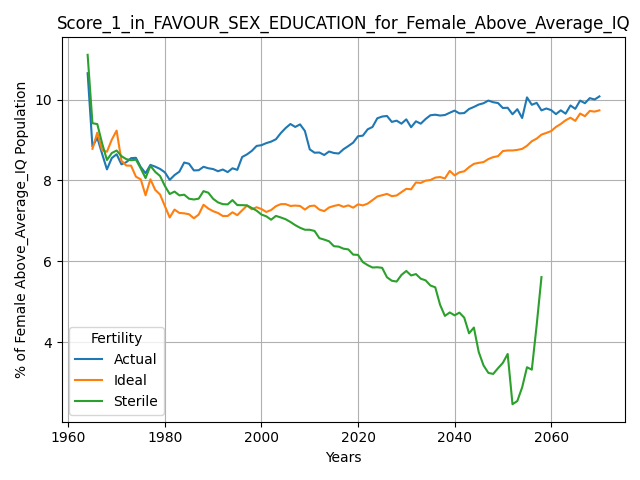 Score_1_in_FAVOUR_SEX_EDUCATION_for_Female_Above_Average_IQ
% of Female Above_Average_IQ Population
10
8
6
4
Fertility
Actual
Ideal
Sterile
1960 1980 2000 2020 2040 2060
Years